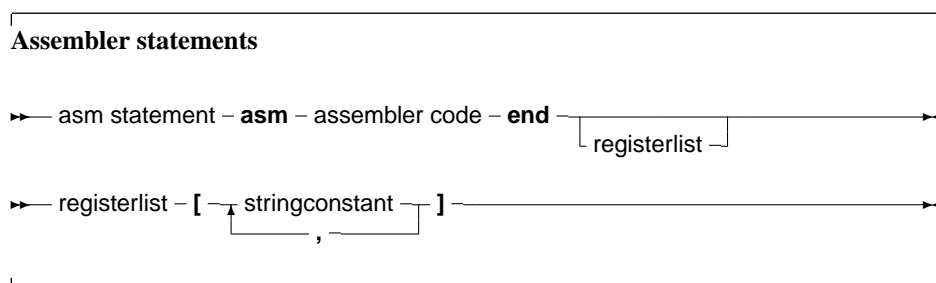 Assembler statements
asm statement – asm – assembler code – end
registerlist
registerlist – [ stringconstant ]
,